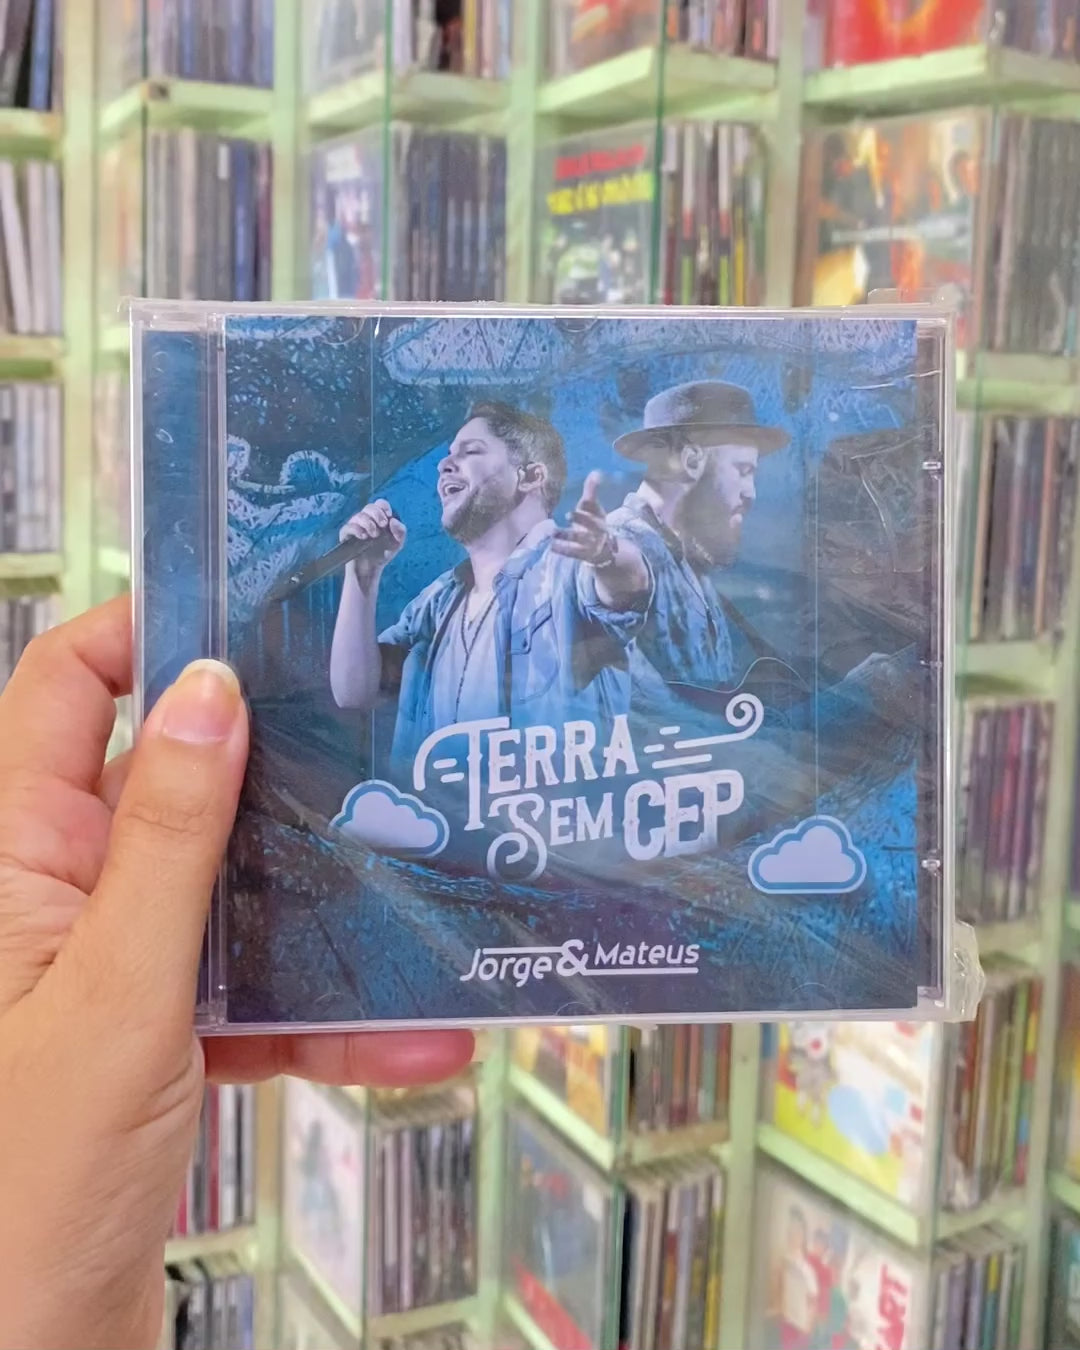 TERRA
SEM CEP
Jorge & Mateus